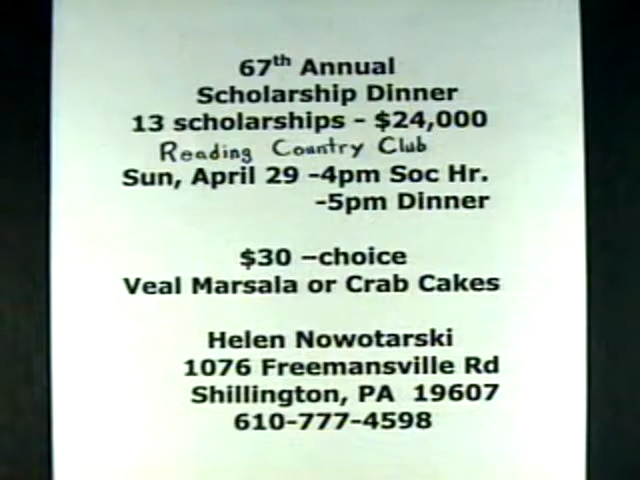 67th Annual
Scholarship Dinner
13 scholarships - $24,000
Reading Country Club
Sun, April 29 -4pm Soc Hr.
-5pm Dinner
$30 –choice
Veal Marsala or Crab Cakes
Helen Nowotarski
1076 Freemansville Rd
Shillington, PA 19607
610-777-4598